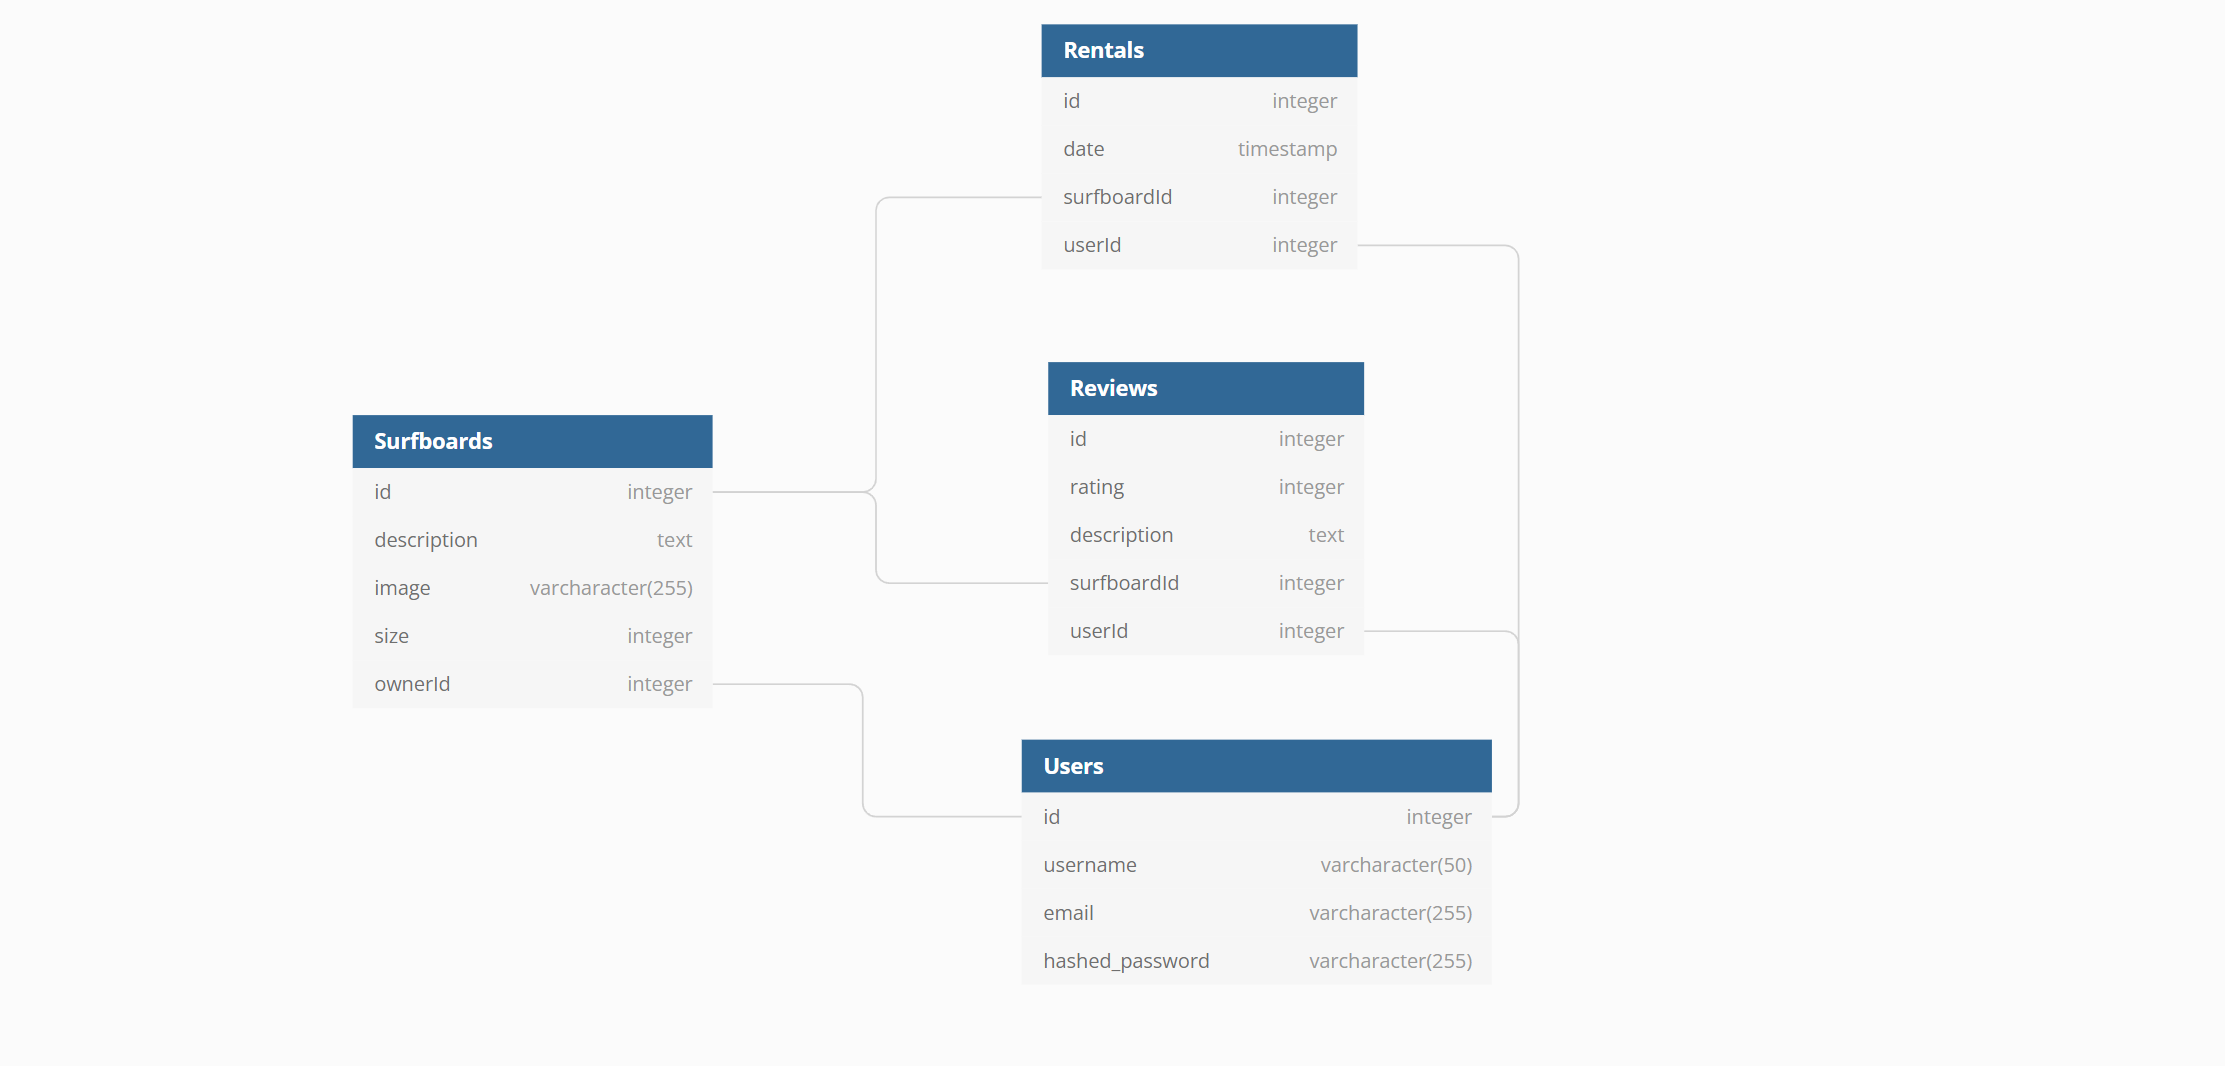 Rentals
id integer
date timestamp
surfboardId integer
userId integer
Reviews
id integer
rating integer
description text
surfboardId integer
userId integer
Surfboards
id integer
description text
image varcharacter(255)
size integer
ownerId integer
Users
id integer
username varcharacter(50)
email varcharacter(255)
hashed_password varcharacter(255)